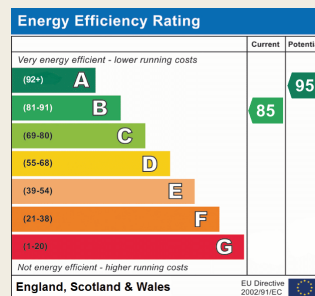 Energy Efficiency Rating
Current Potenti
Very energy efficient - lower running costs
(92+) A
95
(81-91) B
85
(69-80) C
(55-68) D
(39-54) E
(21-38) F
(1-20) G
Not energy efficient - higher running costs
England, Scotland & Wales
EU Directive
2002/91/EC